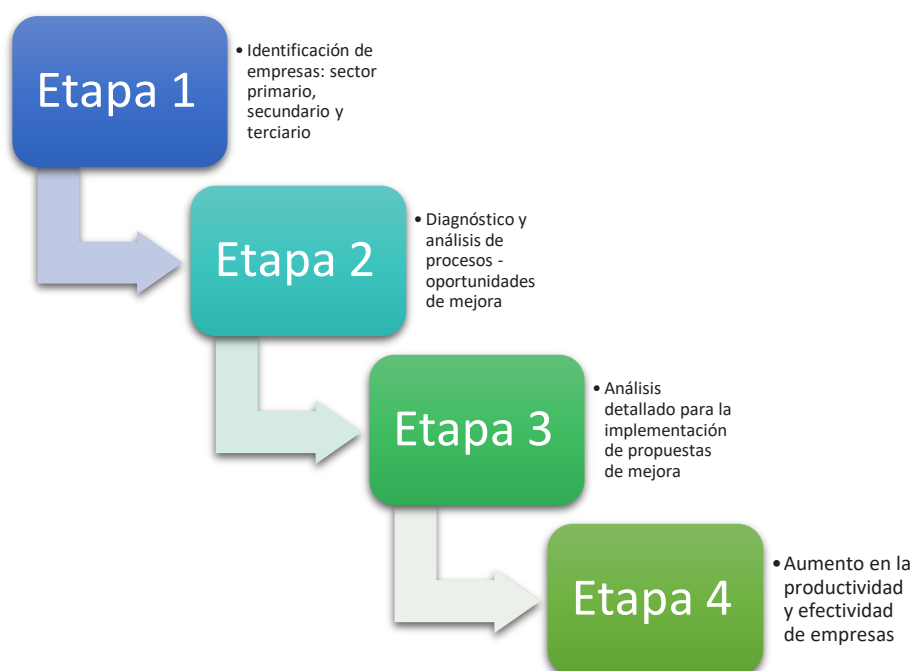 Etapa 1
• Identificación de
empresas: sector
primario,
secundario y
terciario
Etapa 2
• Diagnóstico y
análisis de
procesos -
oportunidades
de mejora
Etapa 3
• Análisis
detallado para la
implementación
de propuestas
de mejora
Etapa 4
• Aumento en la
productividad
y efectividad
de empresas